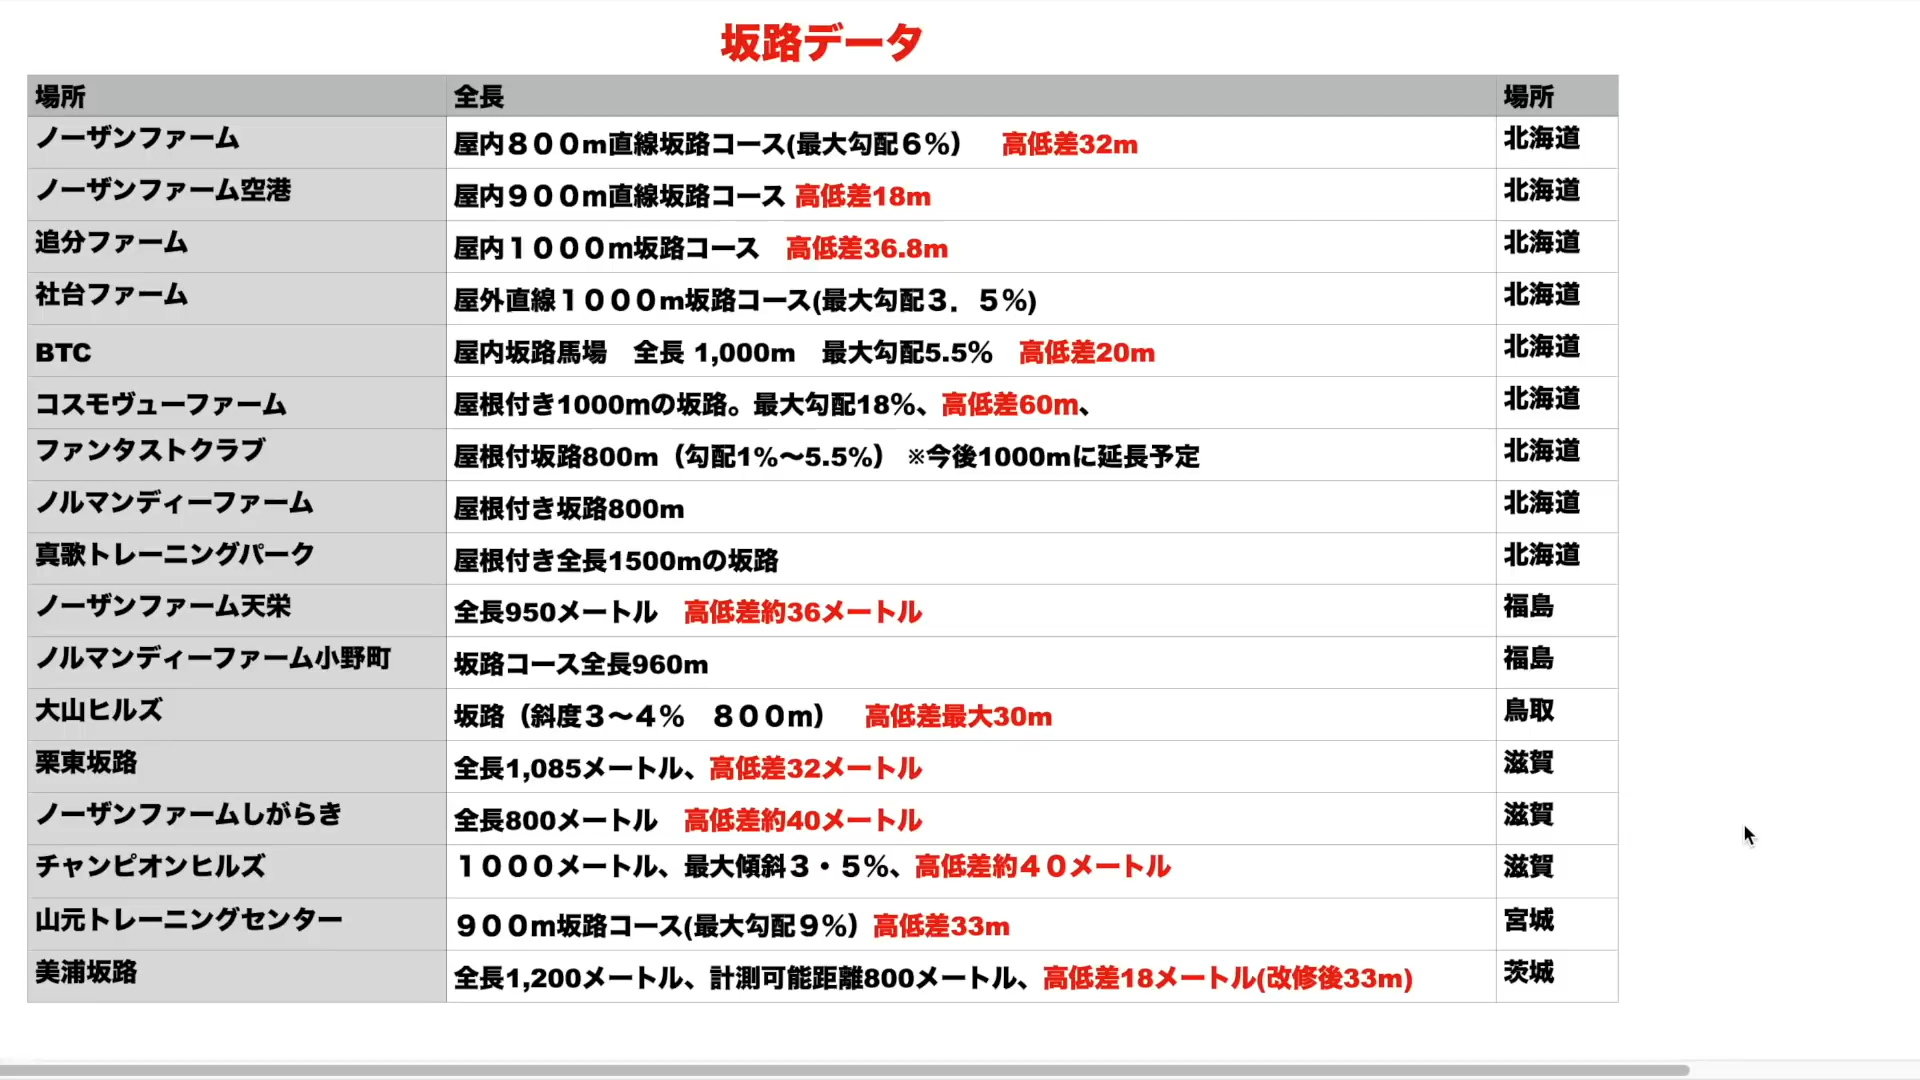 坂路データ
場所 全長 場所
ノーザンファーム 屋内８００m直線坂路コース(最大勾配６%） 高低差32m 北海道
ノーザンファーム空港 屋内９００m直線坂路コース 高低差18m 北海道
追分ファーム 屋内１０００m坂路コース 高低差36.8m 北海道
社台ファーム 屋外直線１０００m坂路コース(最大勾配３．５%) 北海道
BTC 屋内坂路馬場 全長 1,000m 最大勾配5.5% 高低差20m 北海道
コスモヴューファーム 屋根付き1000mの坂路。最大勾配18%、高低差60m、 北海道
ファンタストクラブ 屋根付坂路800m（勾配1%〜5.5%） ※今後1000mに延長予定 北海道
ノルマンディーファーム 屋根付き坂路800m 北海道
真歌トレーニングパーク 屋根付き全長1500mの坂路 北海道
ノーザンファーム天栄 全長950メートル 高低差約36メートル 福島
ノルマンディーファーム小野町 坂路コース全長960m 福島
大山ヒルズ 坂路（斜度３〜４% ８００m） 高低差最大30m 鳥取
栗東坂路 全長1,085メートル、高低差32メートル 滋賀
ノーザンファームしがらき 全長800メートル 高低差約40メートル 滋賀
チャンピオンヒルズ １０００メートル、最大傾斜３・５%、高低差約４０メートル 滋賀
山元トレーニングセンター ９００m坂路コース(最大勾配９%）高低差33m 宮城
美浦坂路 全長1,200メートル、計測可能距離800メートル、高低差18メートル(改修後33m) 茨城